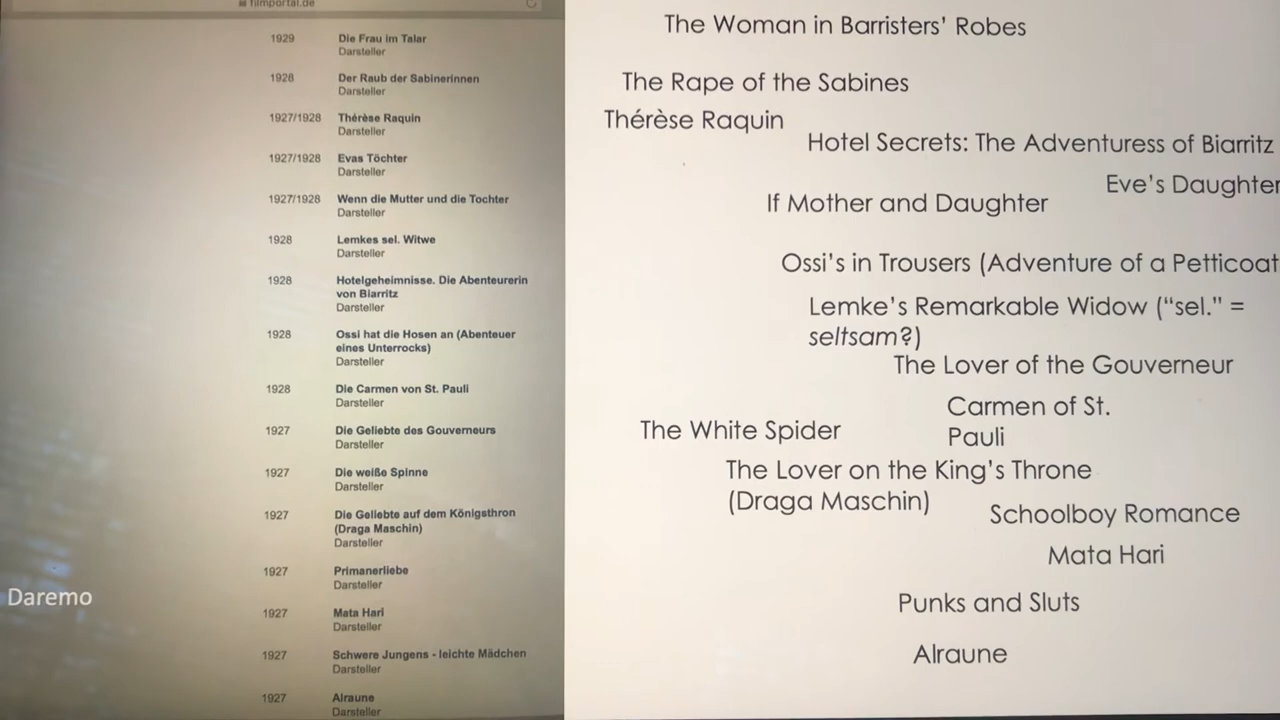 filmportal.de
1929 Die Frau im Talar
Darsteller
1928 Der Raub der Sabinerinnen
Darsteller
1927/1928 Thérèse Raquin
Darsteller
1927/1928 Evas Töchter
Darsteller
1927/1928 Wenn die Mutter und die Tochter
Darsteller
1928 Lemkes sel. Witwe
Darsteller
1928 Hotelgeheimnisse. Die Abenteurerin
von Biarritz
Darsteller
1928 Ossi hat die Hosen an (Abenteuer
eines Unterrocks)
Darsteller
1928 Die Carmen von St. Pauli
Darsteller
1927 Die Geliebte des Gouverneurs
Darsteller
1927 Die weiße Spinne
Darsteller
1927 Die Geliebte auf dem Königsthron
(Draga Maschin)
Darsteller
1927 Primanerliebe
Darsteller
1927 Mata Hari
Darsteller
1927 Schwere Jungens - leichte Mädchen
Darsteller
1927 Alraune
Darsteller
Daremo
The Woman in Barristers’ Robes
The Rape of the Sabines
Thérèse Raquin
Hotel Secrets: The Adventuress of Biarritz
Eve’s Daughter
If Mother and Daughter
Ossi’s in Trousers (Adventure of a Petticoat
Lemke’s Remarkable Widow (“sel.” =
seltsam?)
The Lover of the Gouverneur
Carmen of St.
Pauli
The White Spider
The Lover on the King’s Throne
(Draga Maschin)
Schoolboy Romance
Mata Hari
Punks and Sluts
Alraune